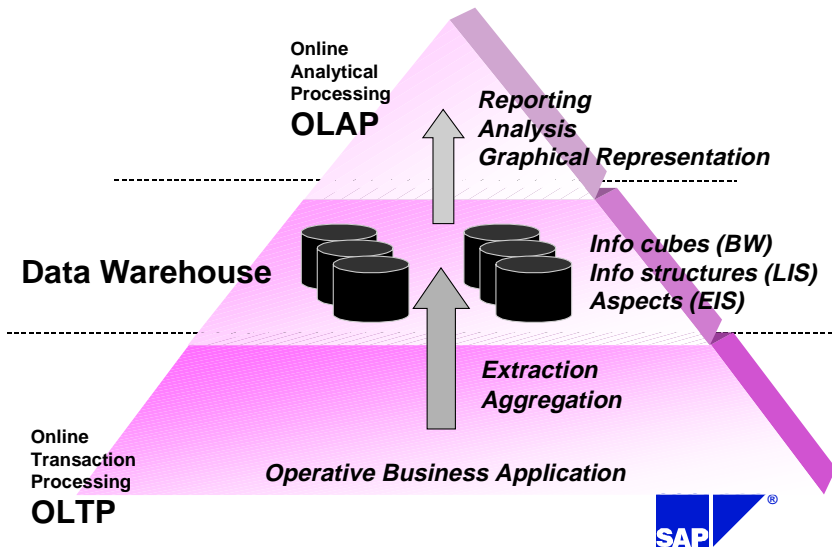 Online
Analytical
Processing
OLAP
Reporting
Analysis
Graphical Representation
Data Warehouse
Info cubes (BW)
Info structures (LIS)
Aspects (EIS)
Extraction
Aggregation
Online
Transaction
Processing
OLTP
Operative Business Application
SAP
®